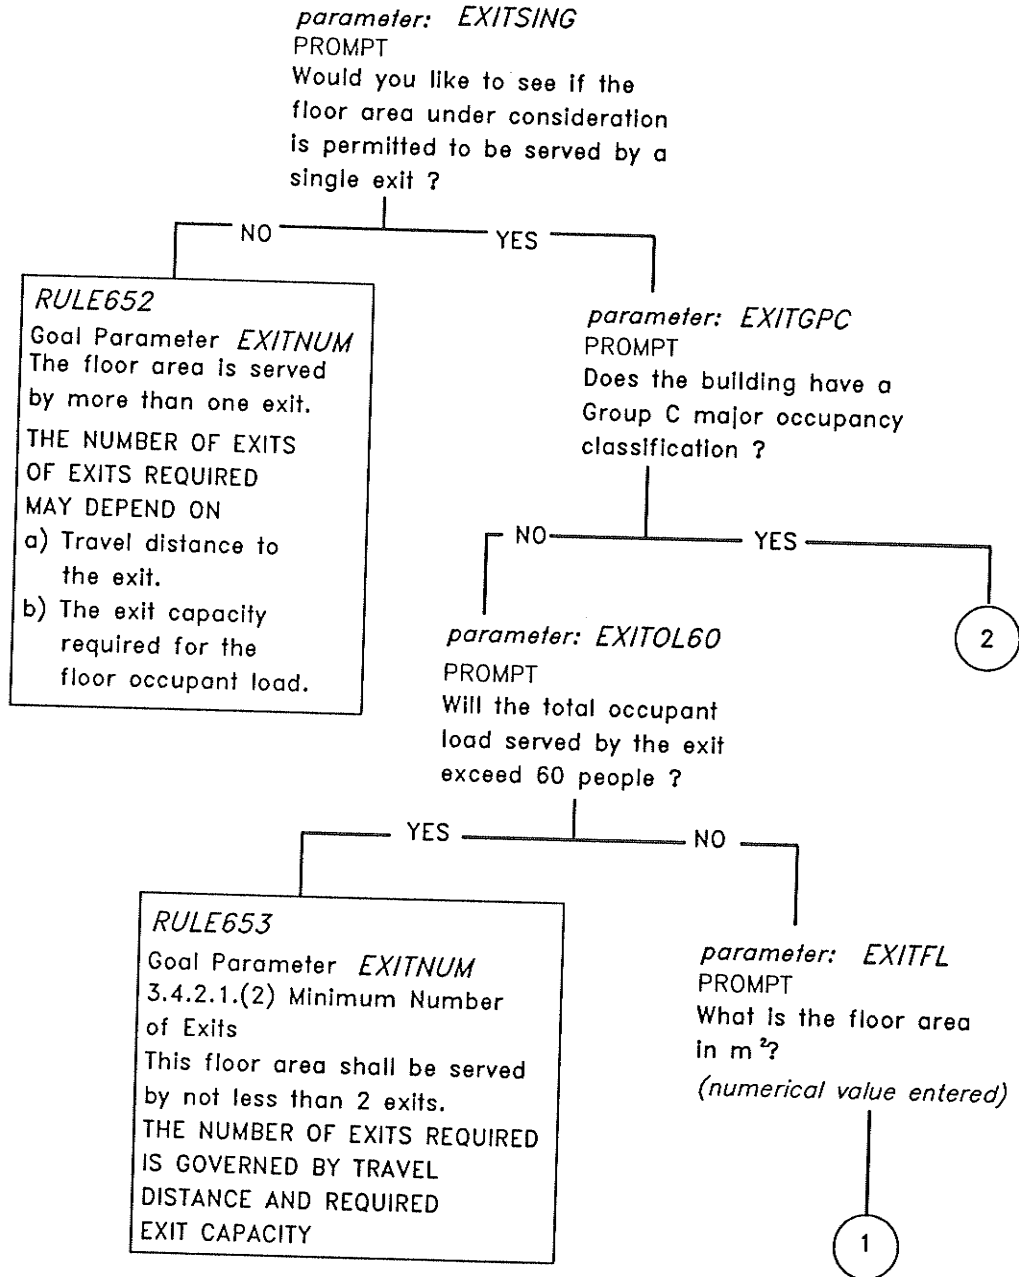 parameter: EXITSING
PROMPT
Would you like to see if the
floor area under consideration
is permitted to be served by a
single exit ?
NO
YES
RULE652
Goal Parameter EXITNUM
The floor area is served
by more than one exit.
THE NUMBER OF EXITS
OF EXITS REQUIRED
MAY DEPEND ON
a) Travel distance to
the exit.
b) The exit capacity
required for the
floor occupant load.
parameter: EXITGPC
PROMPT
Does the building have a
Group C major occupancy
classification ?
NO
YES
2
parameter: EXITOL60
PROMPT
Will the total occupant
load served by the exit
exceed 60 people ?
YES
NO
RULE653
Goal Parameter EXITNUM
3.4.2.1.(2) Minimum Number
of Exits
This floor area shall be served
by not less than 2 exits.
THE NUMBER OF EXITS REQUIRED
IS GOVERNED BY TRAVEL
DISTANCE AND REQUIRED
EXIT CAPACITY
parameter: EXITFL
PROMPT
What is the floor area
in m²?
(numerical value entered)
1